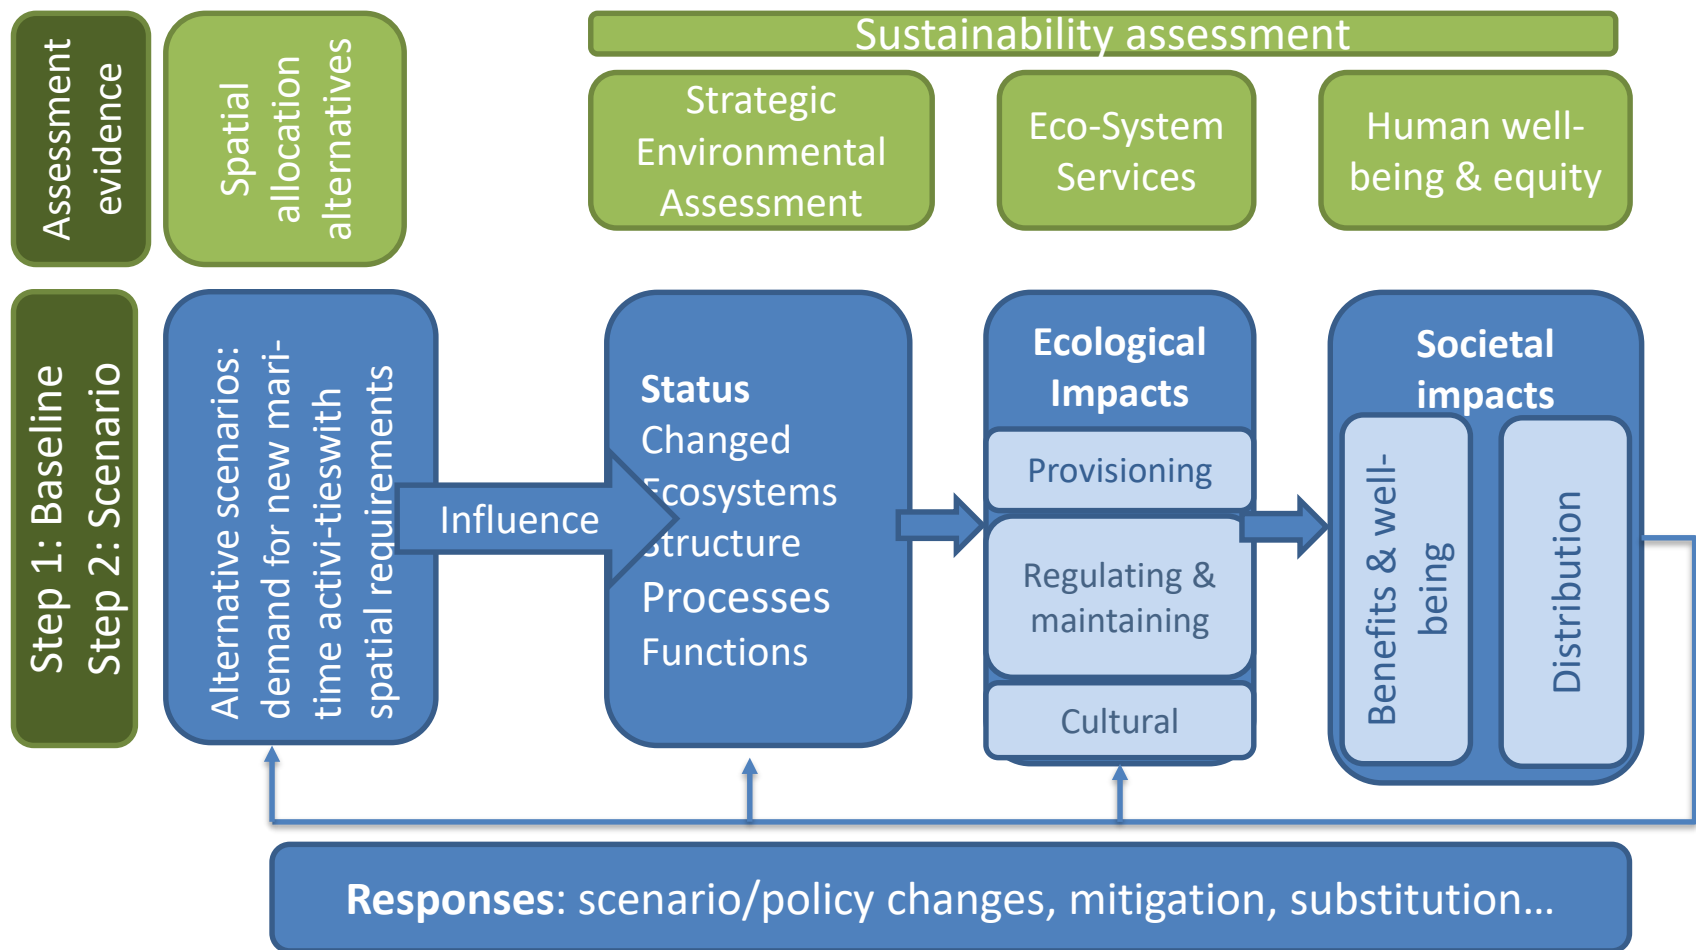 Assessment
evidence
Spatial
allocation
alternatives
Sustainability assessment
Strategic
Environmental
Assessment
Eco-System
Services
Human well-
being & equity
Step 1: Baseline
Step 2: Scenario
Alternative scenarios:
demand for new mari-
time activi-tieswith
spatial requirements
Influence
Status
Changed
Ecosystems
Structure
Processes
Functions
Ecological
Impacts
Provisioning
Regulating &
maintaining
Cultural
Societal
impacts
Benefits & well-
being
Distribution
Responses: scenario/policy changes, mitigation, substitution…